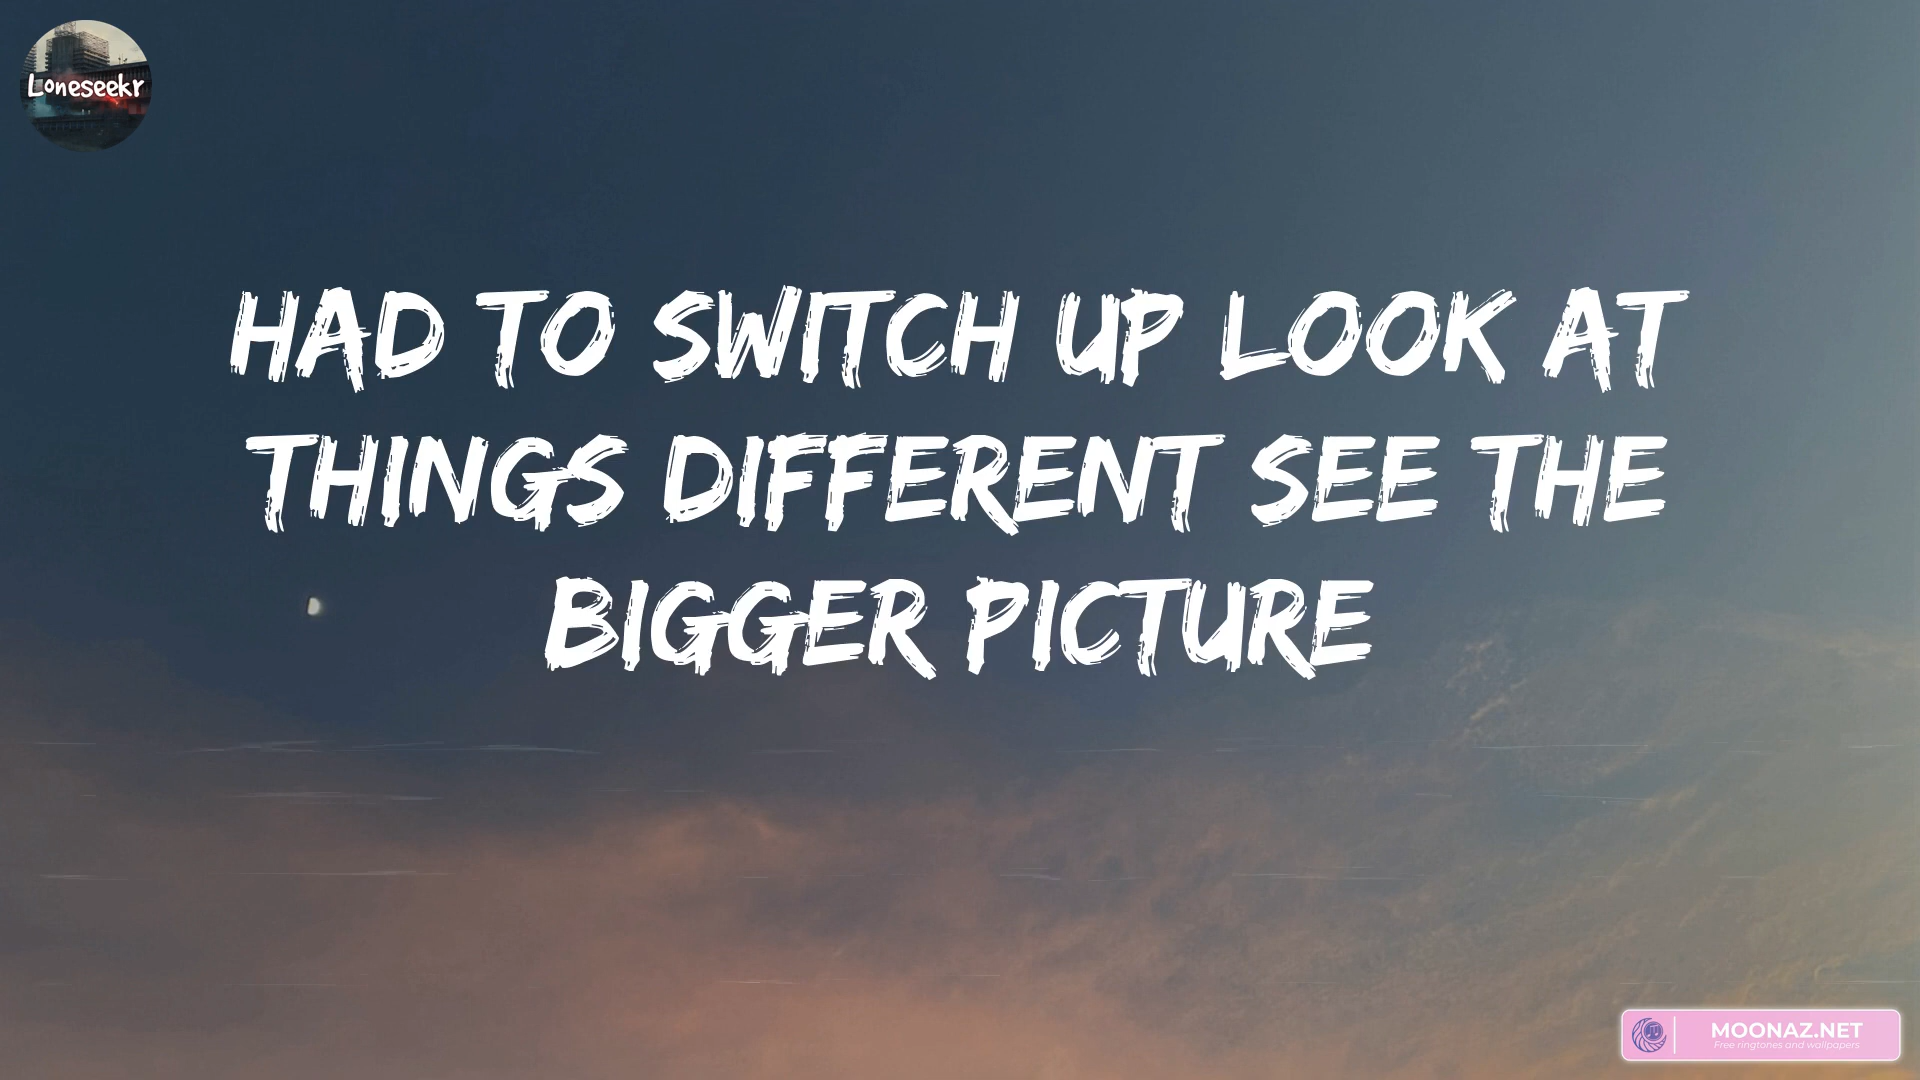 Loneseekr
HAD TO SWITCH UP LOOK AT
THINGS DIFFERENT SEE THE
BIGGER PICTURE
MOONAZ.NET
Free ringtones and wallpapers